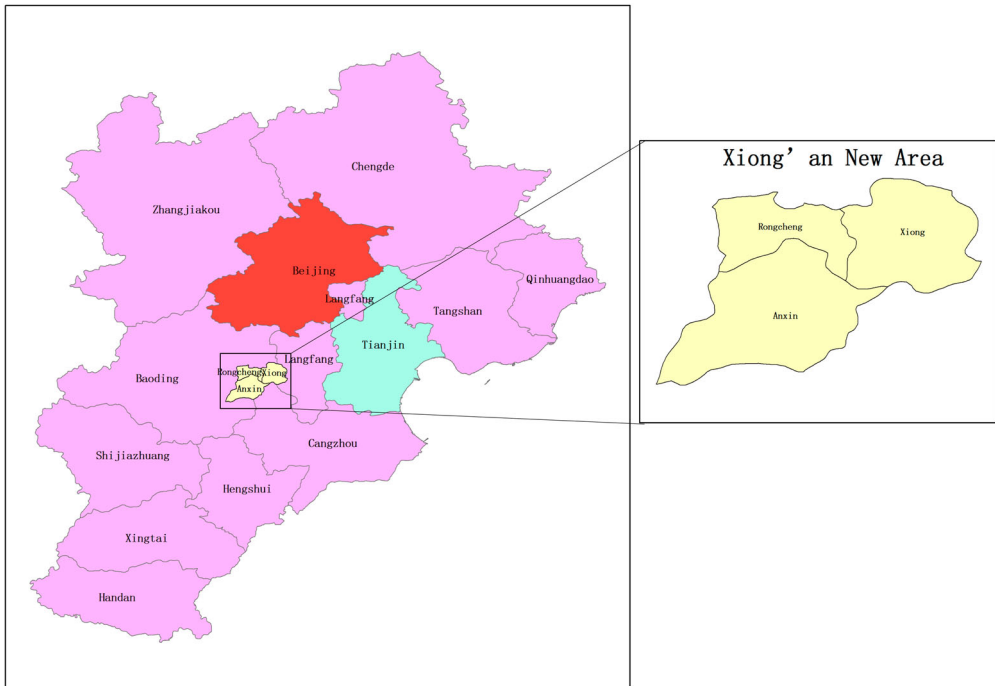 Xiong’ an New Area
Chengde
Zhangjiakou
Rongcheng
Xiong
Beijing
Qinhuangdao
Langfang
Tangshan
Anxin
Tianjin
Langfang
Rongcheng
Xiong
Baoding
Anxin
Cangzhou
Shijiazhuang
Hengshui
Xingtai
Handan